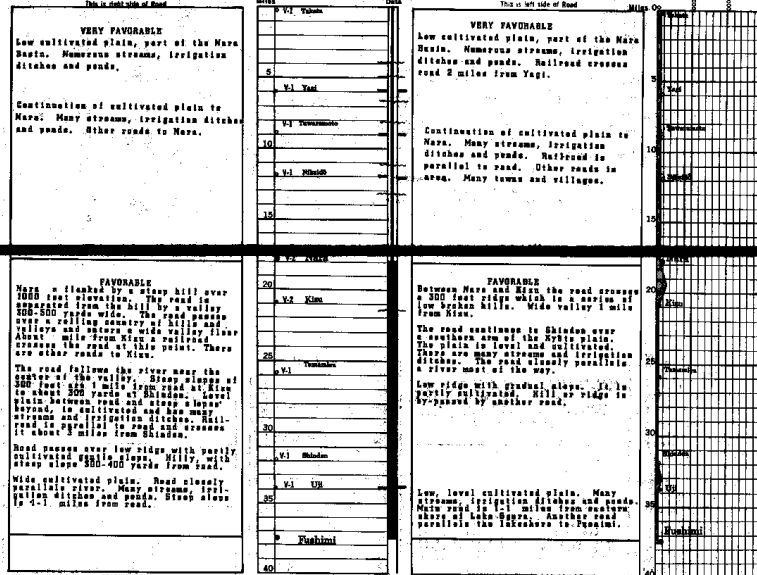 This is right side of Road
VERY FAVORABLE
Low cultivated plain, part of the Nara
Basin. Numerous streams, irrigation
ditches and ponds.
Continuation of cultivated plain to
Nara. Many streams, irrigation ditches
and ponds. Other roads to Nara.
FAVORABLE
Nara is flanked by a steep hill over
1000 feet elevation. The road is
separated from the hill by a valley
300-500 yards wide. The road passes
over a rolling country of hills and
valleys and before a wide valley floor
About mile from Kizu a railroad
crosses the road at this point. There
are other roads to Kizu.
The road follows the river near the
center of the valley. Steep slopes of
300 feet are 1 mile from road at Kizu
to about 300 yards at Shinden. Level
plain between road and steep slopes
beyond, is cultivated and has many
streams and irrigation ditches. Rail-
road is parallel to road and crosses
it about 3 miles from Shinden.
Road passes over low ridge with partly
cultivated gentle slope. Hilly, with
steep slope 300-400 yards from road.
Wide cultivated plain. Road closely
parallels river. Many streams, irri-
gation ditches and ponds. Steep slope
is miles from road.
Miles
Data
V-1
5
V-1 Yagi
V-1 Tawaramoto
10
V-1
15
V-2 Nara
20
V-2 Kizu
25
V-1
30
V-1 Shinden
V-1 Uji
35
Fushimi
40
This is left side of Road
VERY FAVORABLE
Low cultivated plain, part of the Nara
Basin. Numerous streams, irrigation
ditches and ponds. Railroad crosses
road 2 miles from Yagi.
Continuation of cultivated plain to
Nara. Many streams, irrigation
ditches and ponds. Railroad is
parallel to road. Other roads in
area. Many towns and villages.
FAVORABLE
Between Nara and Kizu the road crosses
a 300 feet ridge which is a series of
low broken hills. Wide valley 1 mile
from Kizu.
The road continues to Shinden over
a southern arm of the Kyoto plain.
The plain is level and cultivated.
There are many streams and irrigation
ditches. The road closely parallels
a river most of the way.
Low ridge with gradual slope. It is
partly cultivated. Hill or ridge is
by-passed by another road.
Low, level cultivated plain. Many
streams, irrigation ditches and ponds.
Main road is 1-1 miles from eastern
shore of Lake Ogura. Another road
parallels the lakeshore to Fushimi.
Miles
5
Yagi
10
15
Nara
20
Kizu
25
30
Shinden
35
Uji
Fushimi
40